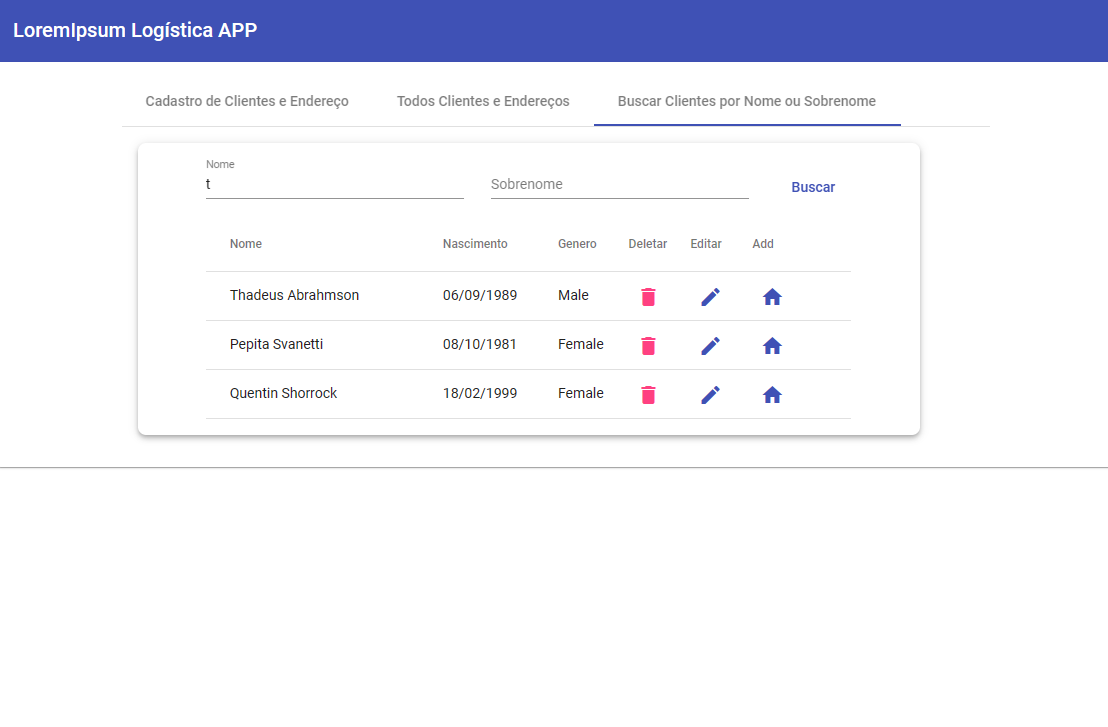 LoremIpsum Logística APP
Cadastro de Clientes e Endereço Todos Clientes e Endereços Buscar Clientes por Nome ou Sobrenome
Nome
t Sobrenome Buscar
Nome Nascimento Genero Deletar Editar Add
Thadeus Abrahmson 06/09/1989 Male
Pepita Svanetti 08/10/1981 Female
Quentin Shorrock 18/02/1999 Female